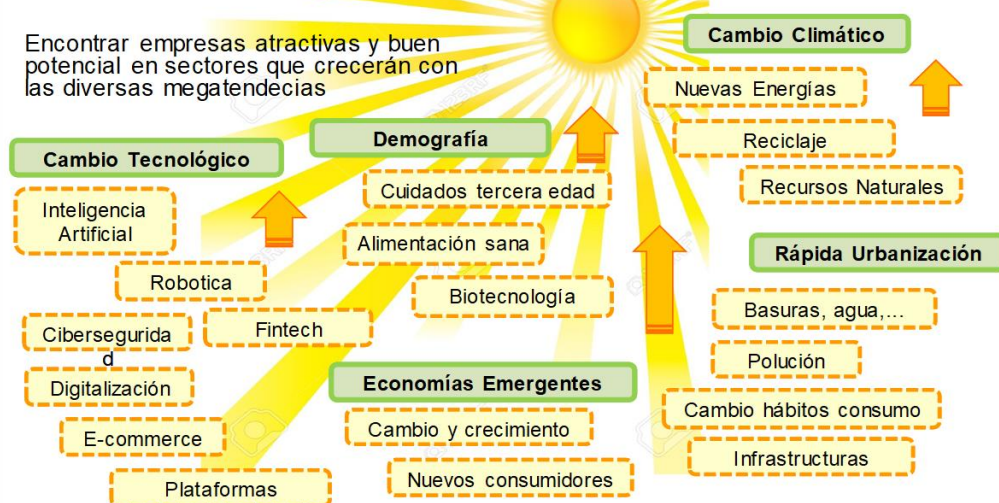 Encontrar empresas atractivas y buen
potencial en sectores que crecerán con
las diversas megatendecias
Cambio Tecnológico
Inteligencia
Artificial
Robotica
Fintech
Cibersegurida
d
Digitalización
E-commerce
Plataformas
Demografía
Cuidados tercera edad
Alimentación sana
Biotecnología
Economías Emergentes
Cambio y crecimiento
Nuevos consumidores
Cambio Climático
Nuevas Energías
Reciclaje
Recursos Naturales
Rápida Urbanización
Basuras, agua,...
Polución
Cambio hábitos consumo
Infrastructuras